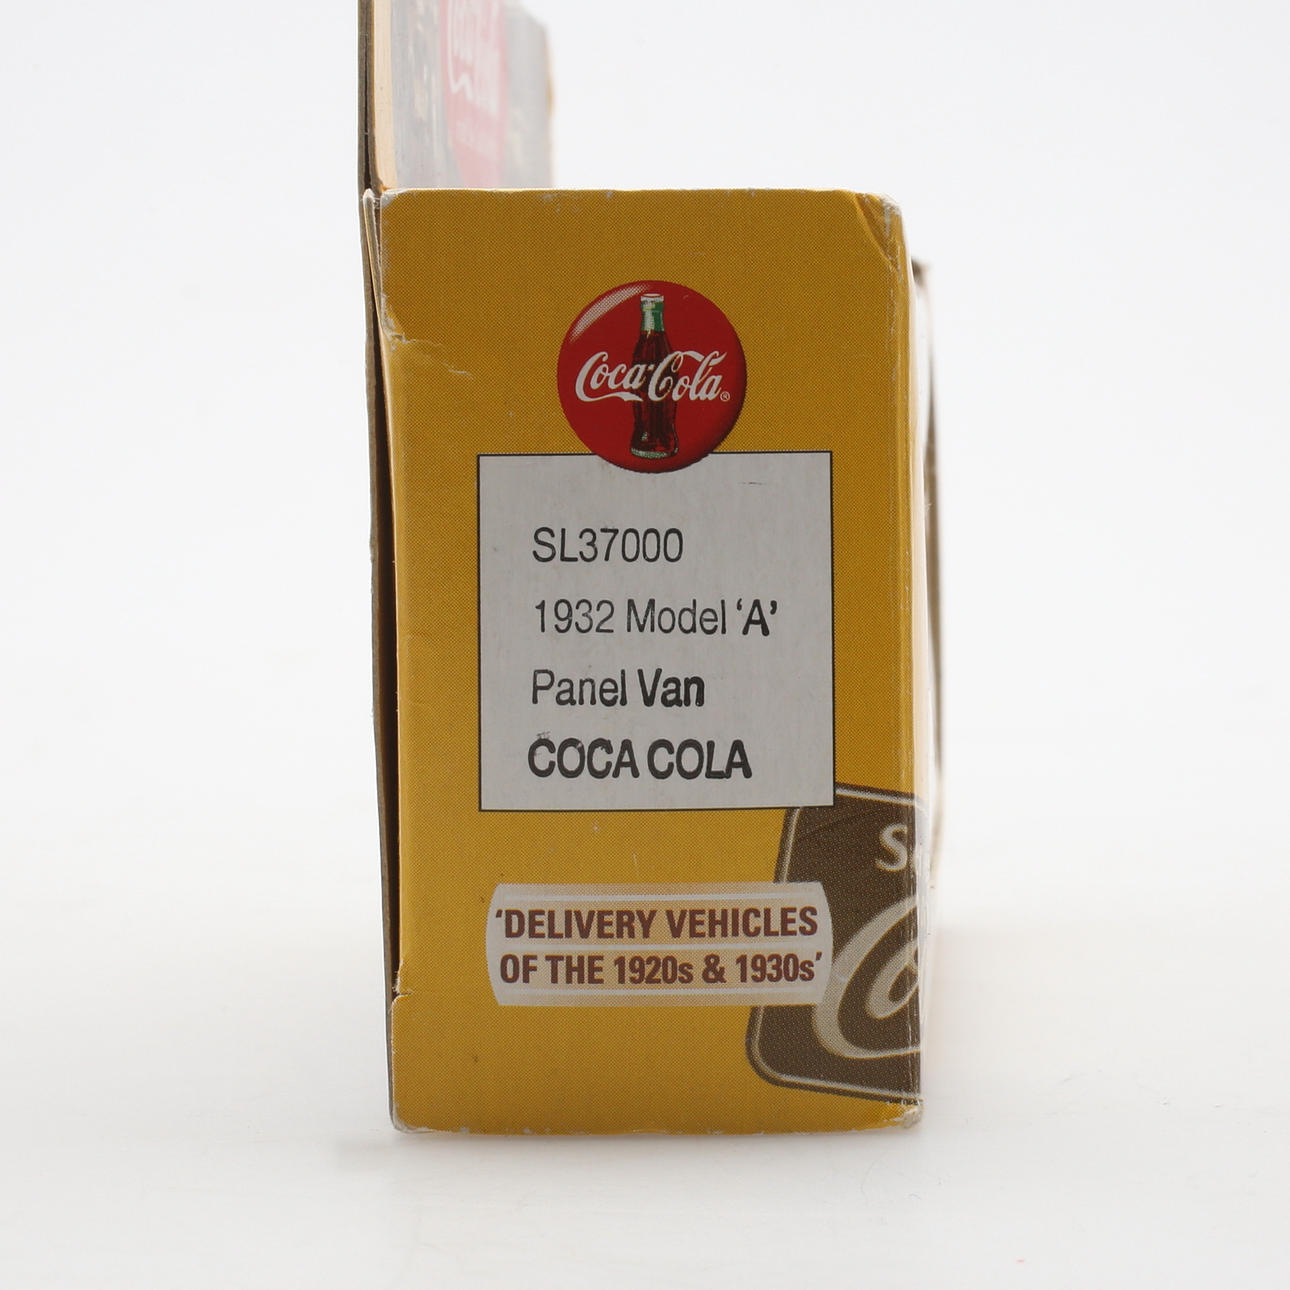 Coca-Cola®
SL37000
1932 Model ‘A’
Panel Van
COCA COLA
‘DELIVERY VEHICLES
OF THE 1920s & 1930s’